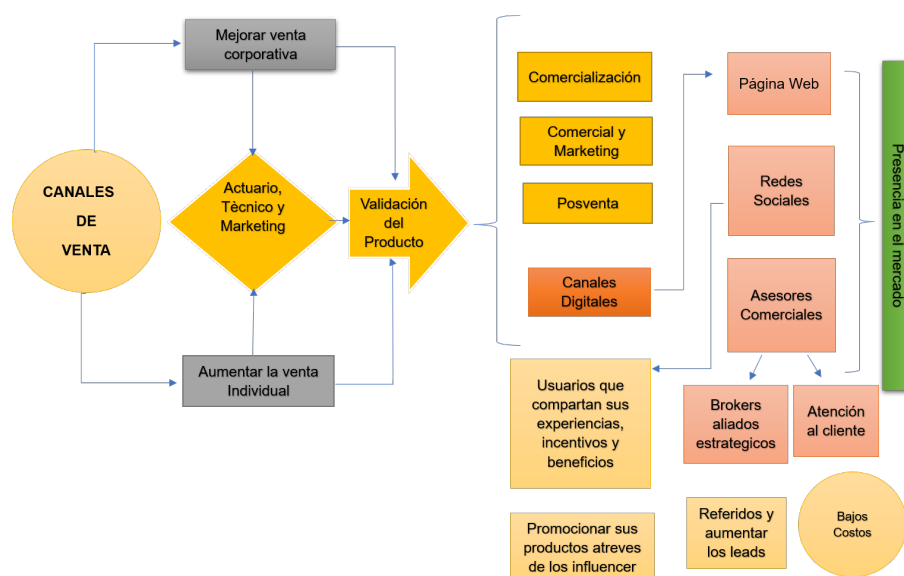 Mejorar venta
corporativa
CANALES
DE
VENTA
Actuario,
Tècnico y
Marketing
Validación
del
Producto
Aumentar la venta
Individual
Comercialización
Comercial y
Marketing
Posventa
Canales
Digitales
Página Web
Redes
Sociales
Asesores
Comerciales
Presencia en el mercado
Usuarios que
compartan sus
experiencias,
incentivos y
beneficios
Brokers
aliados
estrategicos
Atención
al cliente
Promocionar sus
productos atreves
de los influencer
Referidos y
aumentar
los leads
Bajos
Costos